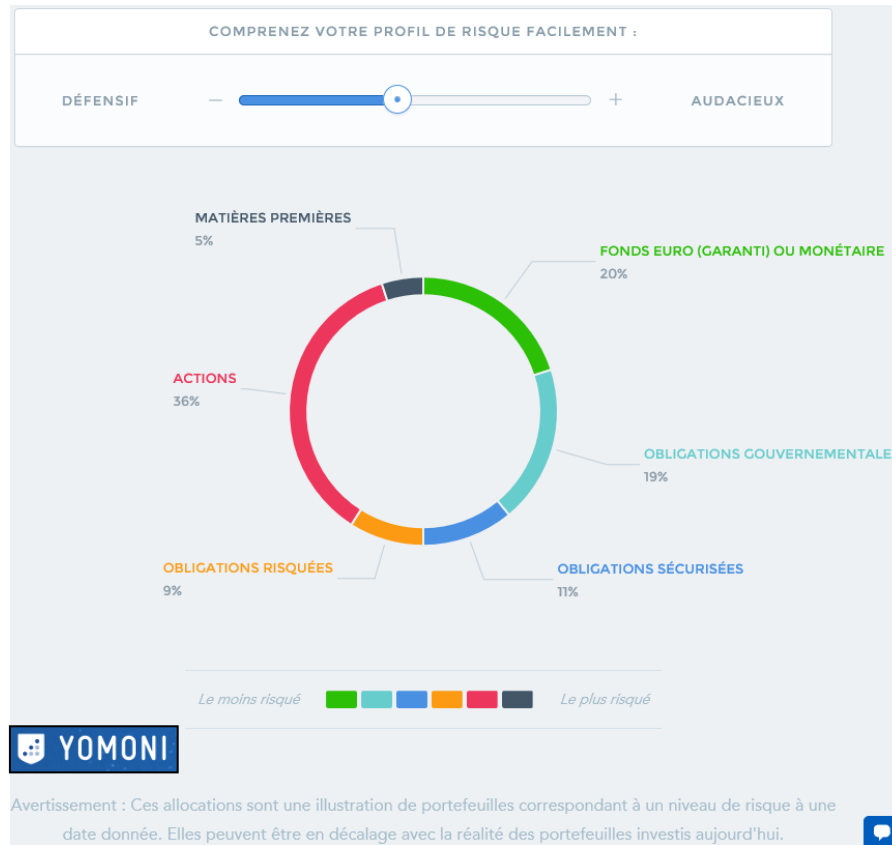 COMPRENEZ VOTRE PROFIL DE RISQUE FACILEMENT :
DÉFENSIF
AUDACIEUX
MATIÈRES PREMIÈRES
5%
FONDS EURO (GARANTI) OU MONÉTAIRE
20%
ACTIONS
36%
OBLIGATIONS GOUVERNEMENTALE
19%
OBLIGATIONS RISQUÉES
9%
OBLIGATIONS SÉCURISÉES
11%
Le moins risqué
Le plus risqué
YOMONI
Avertissement : Ces allocations sont une illustration de portefeuilles correspondant à un niveau de risque à une
date donnée. Elles peuvent être en décalage avec la réalité des portefeuilles investis aujourd'hui.